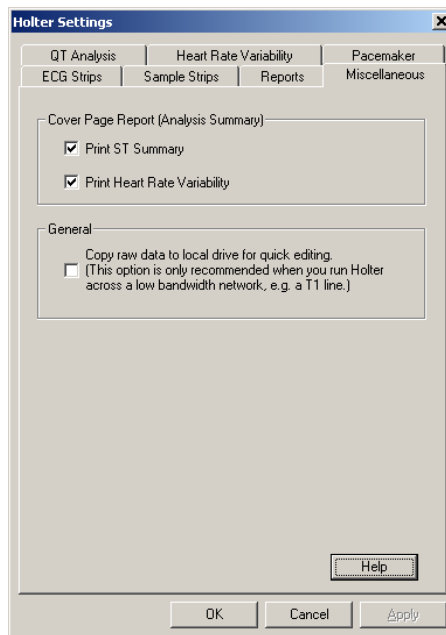 Holter Settings
QT Analysis
Heart Rate Variability
Pacemaker
ECG Strips
Sample Strips
Reports
Miscellaneous
Cover Page Report (Analysis Summary)
Print ST Summary
Print Heart Rate Variability
General
Copy raw data to local drive for quick editing.
(This option is only recommended when you run Holter
across a low bandwidth network, e.g. a T1 line.)
Help
OK
Cancel
Apply